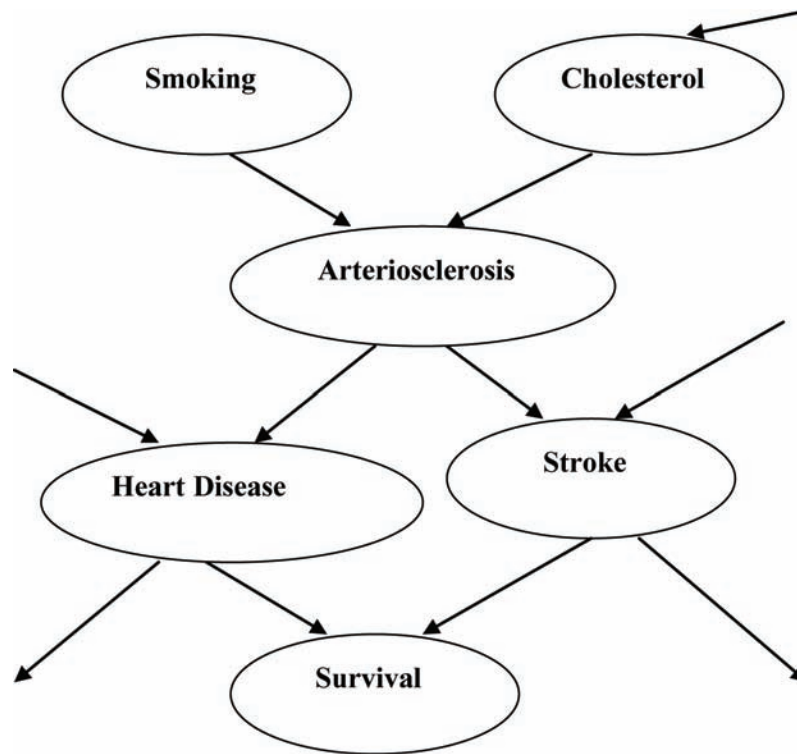 Smoking
Cholesterol
Arteriosclerosis
Heart Disease
Stroke
Survival